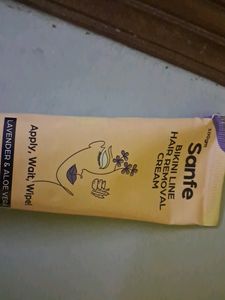 Sanfe
BIKINI LINE
HAIR REMOVAL
CREAM
Apply, Wait, Wipe!
LAVENDER & ALOE VERA